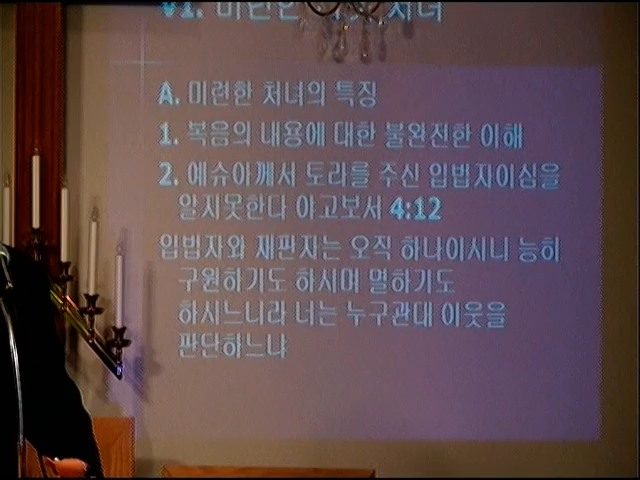 #1. 미련한 처녀
A. 미련한 처녀의 특징
1. 복음의 내용에 대한 불완전한 이해
2. 예슈아께서 토라를 주신 입법자이심을
알지못한다 야고보서 4:12
입법자와 재판자는 오직 하나이시니 능히
구원하기도 하시며 멸하기도
하시느니라 너는 누구관대 이웃을
판단하느냐